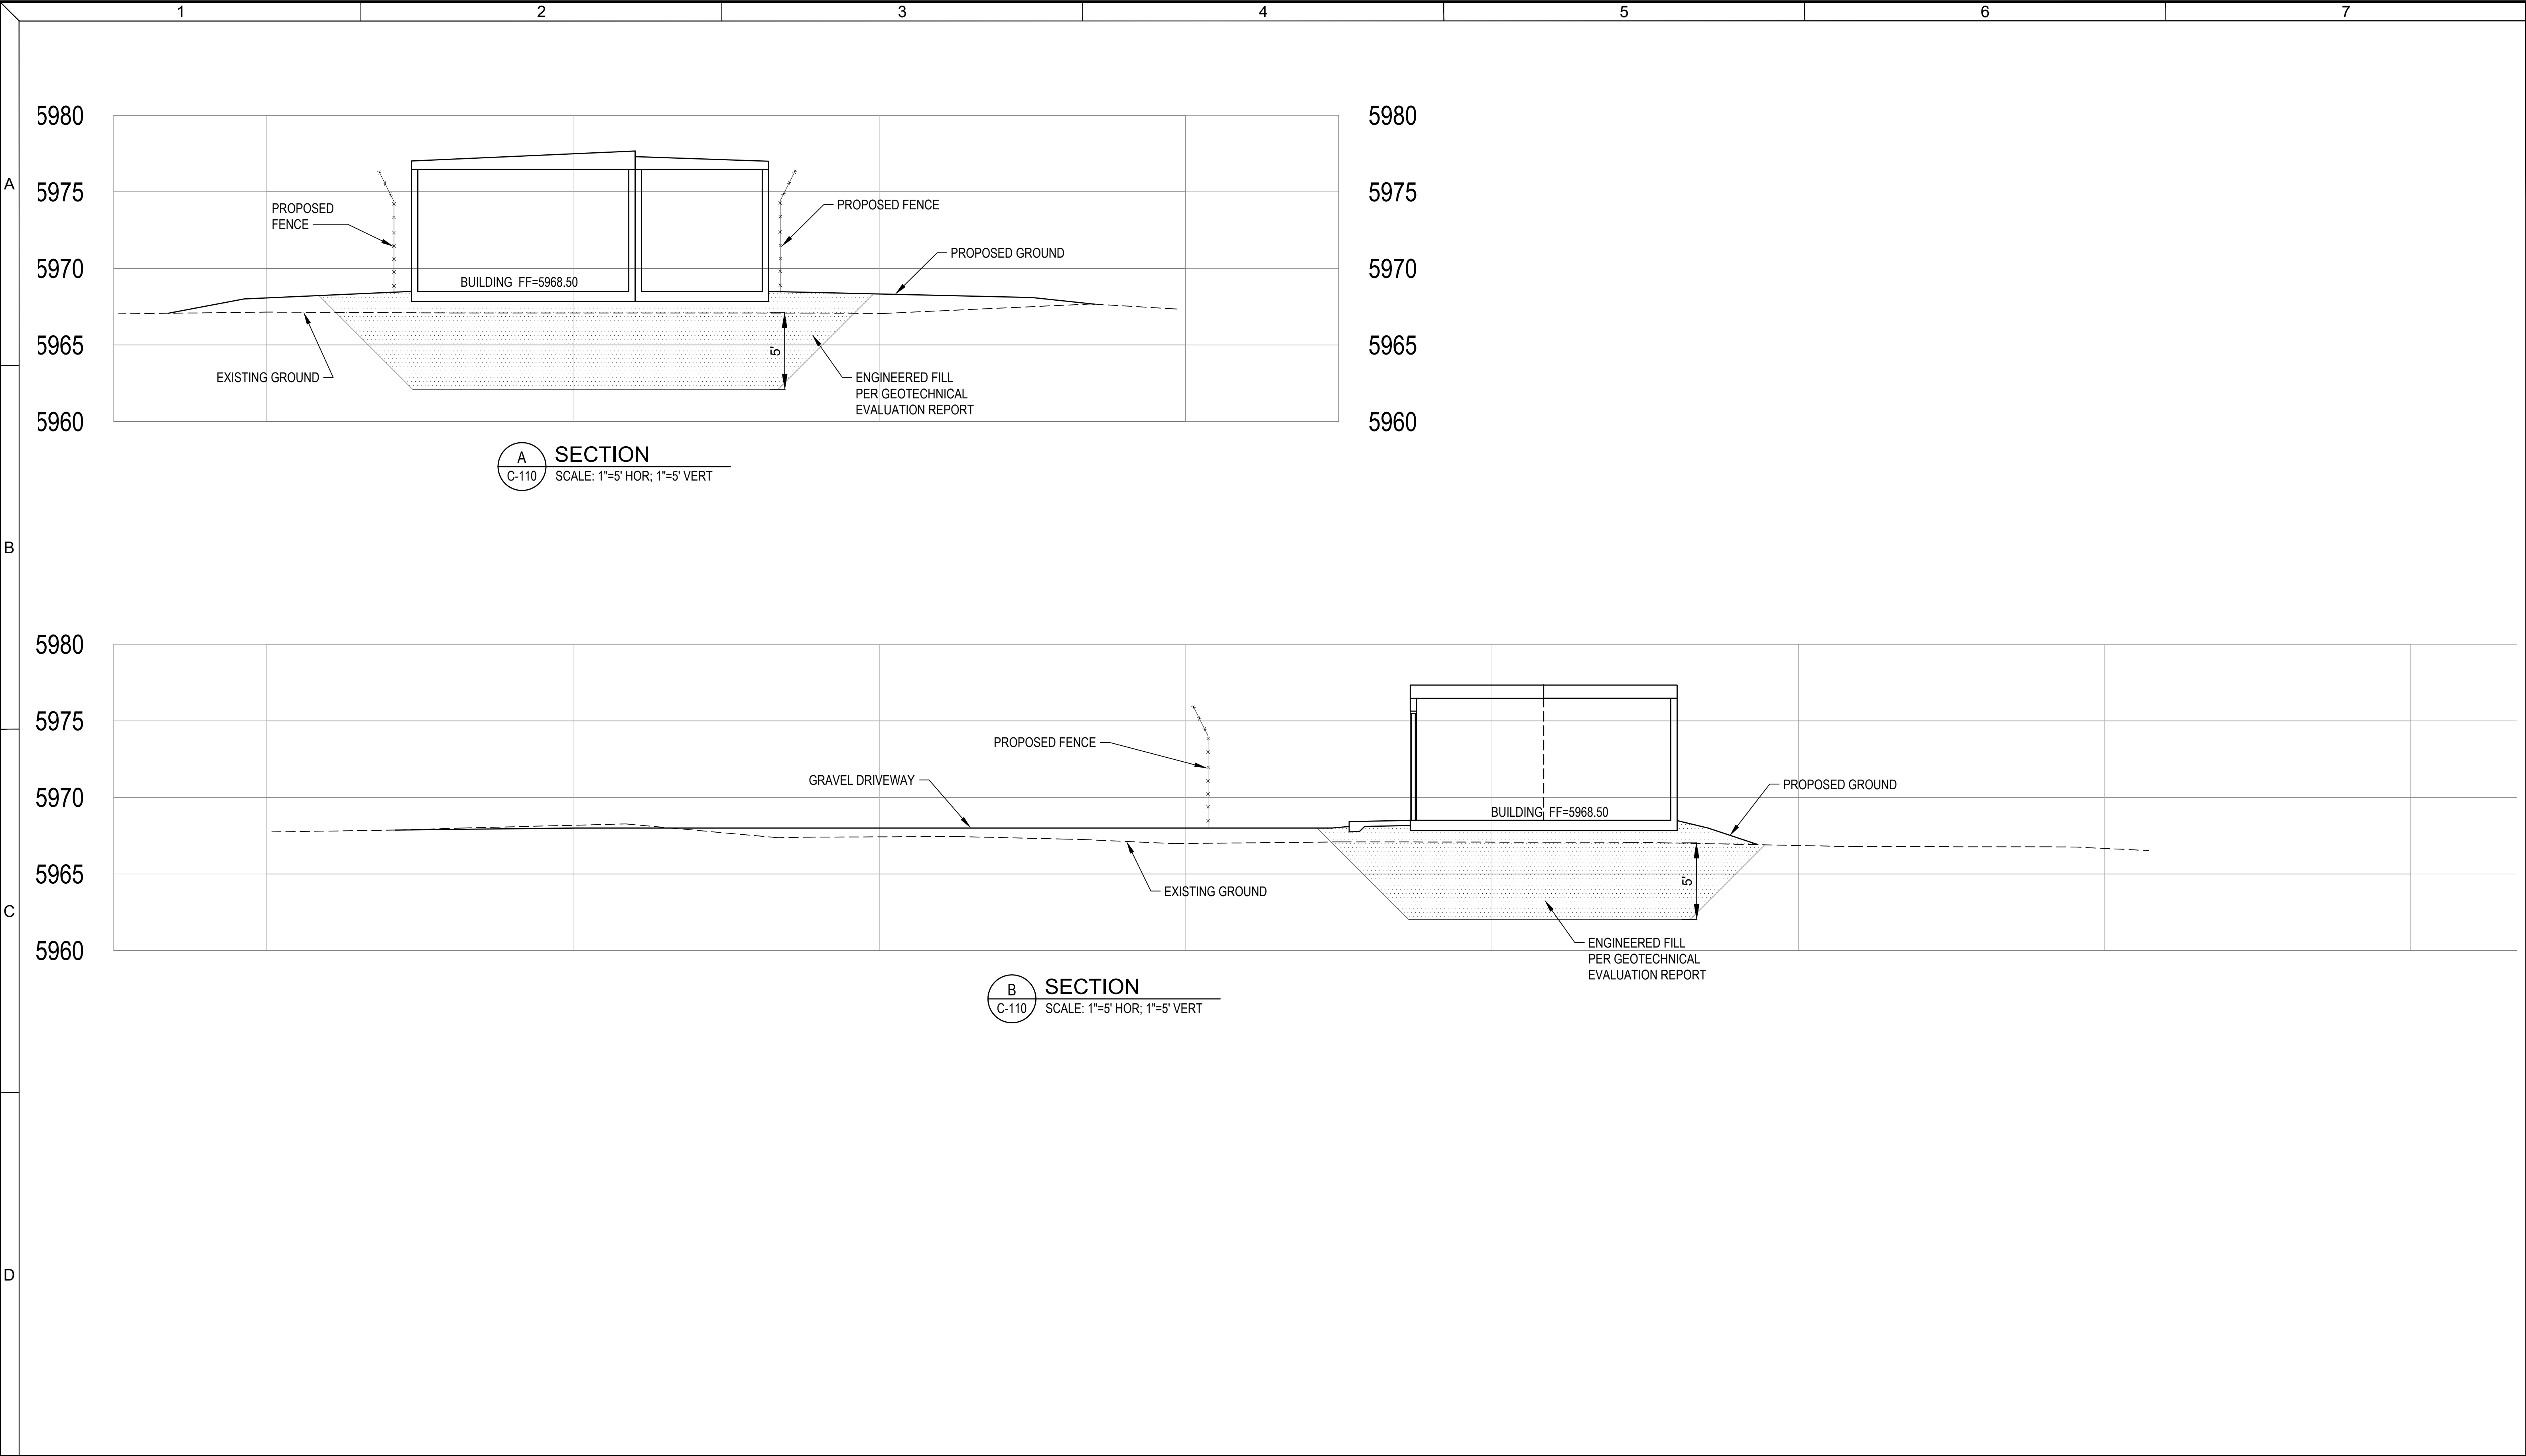 1 2 3 4 5 6 7
A
B
C
D
5980 5980
5975 5975
PROPOSED
FENCE
PROPOSED FENCE
PROPOSED GROUND
5970 5970
BUILDING FF=5968.50
5965 5965
5'
EXISTING GROUND
ENGINEERED FILL
PER GEOTECHNICAL
EVALUATION REPORT
5960 5960
A
C-110
SECTION
SCALE: 1"=5' HOR; 1"=5' VERT
5980
5975
PROPOSED FENCE
GRAVEL DRIVEWAY
PROPOSED GROUND
5970
BUILDING FF=5968.50
5965
5'
EXISTING GROUND
ENGINEERED FILL
PER GEOTECHNICAL
EVALUATION REPORT
5960
B
C-110
SECTION
SCALE: 1"=5' HOR; 1"=5' VERT